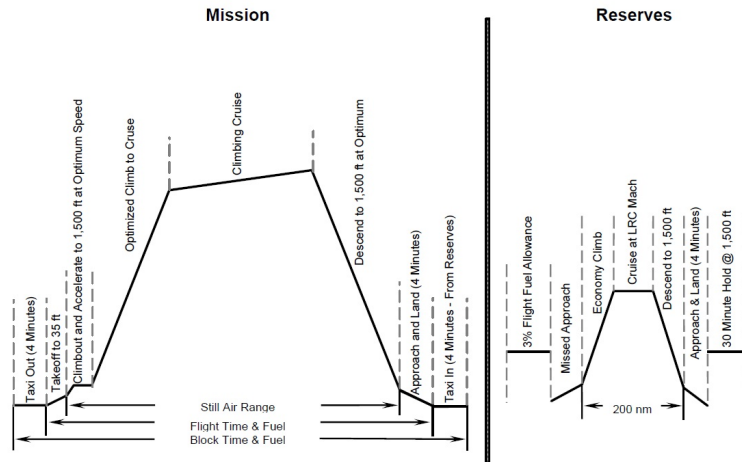 Mission
Reserves
Taxi Out (4 Minutes)
Takeoff to 35 ft
Climbout and Accelerate to 1,500 ft at Optimum Speed
Optimized Climb to Cruse
Climbing Cruise
Descend to 1,500 ft at Optimum
Approach and Land (4 Minutes)
Taxi In (4 Minutes - From Reserves)
3% Flight Fuel Allowance
Missed Approach
Economy Climb
Cruise at LRC Mach
Descend to 1,500 ft
Approach & Land (4 Minutes)
30 Minute Hold @ 1,500 ft
Still Air Range
Flight Time & Fuel
Block Time & Fuel
200 nm